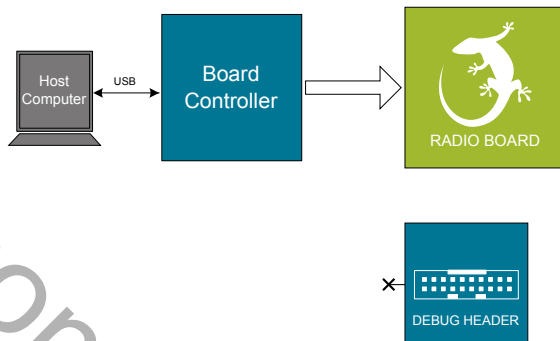 Host
Computer
USB
Board
Controller
RADIO BOARD
DEBUG HEADER